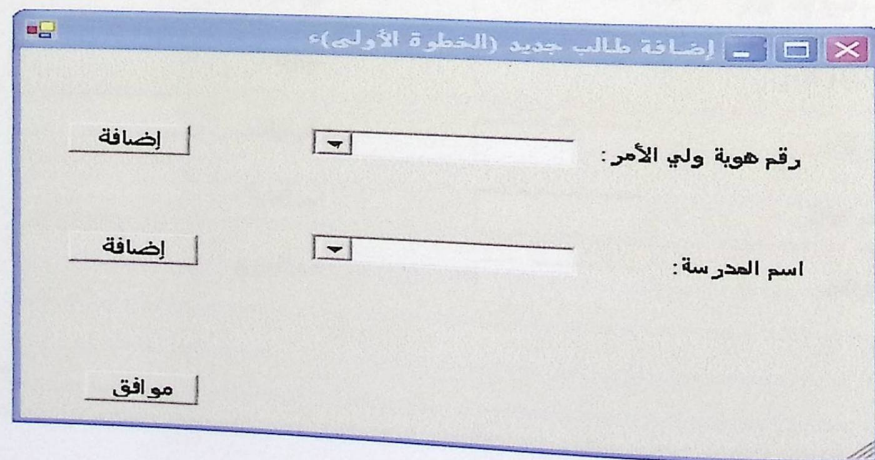 إضافة طالب جديد (الخطوة الأولى)ء
رقم هوية ولي الأمر:
إضافة
اسم المدرسة:
إضافة
موافق